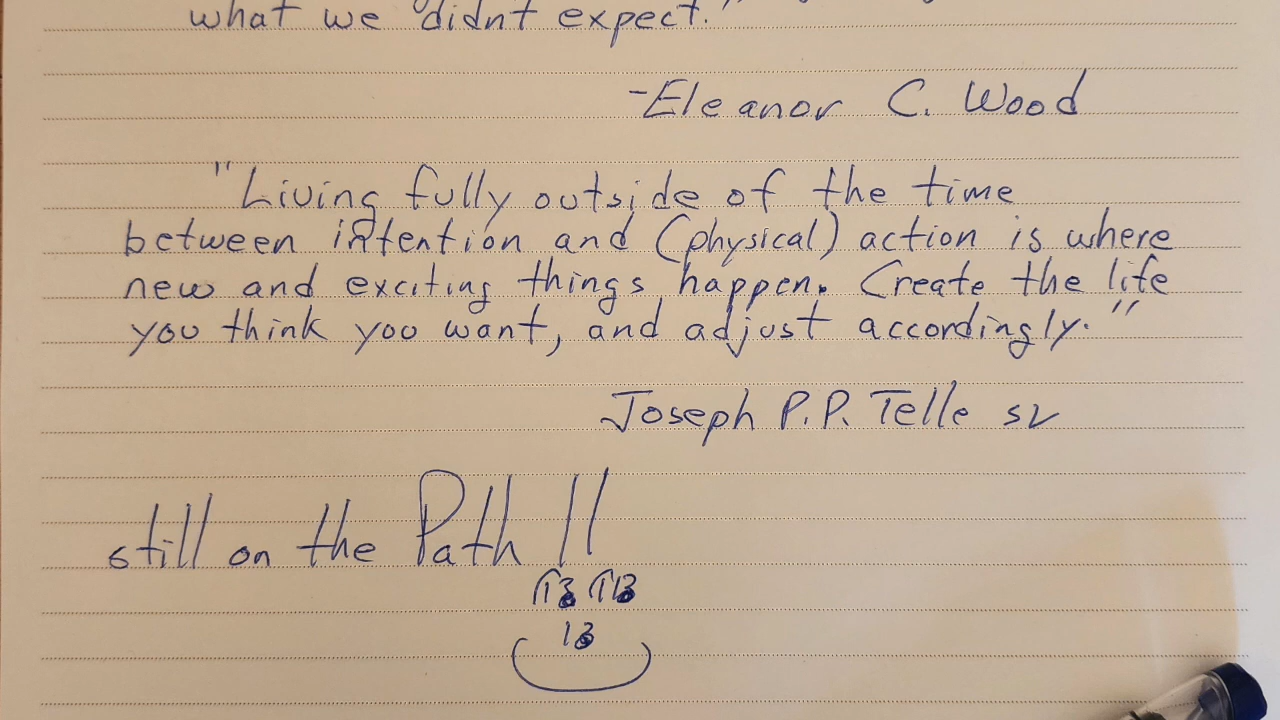 what we didnt expect."
-Eleanor C. Wood
"Living fully outside of the time
between intention and (physical) action is where
new and exciting things happen. Create the life
you think you want, and adjust accordingly."
Joseph P.P. Telle sr
still on the Path !!
13